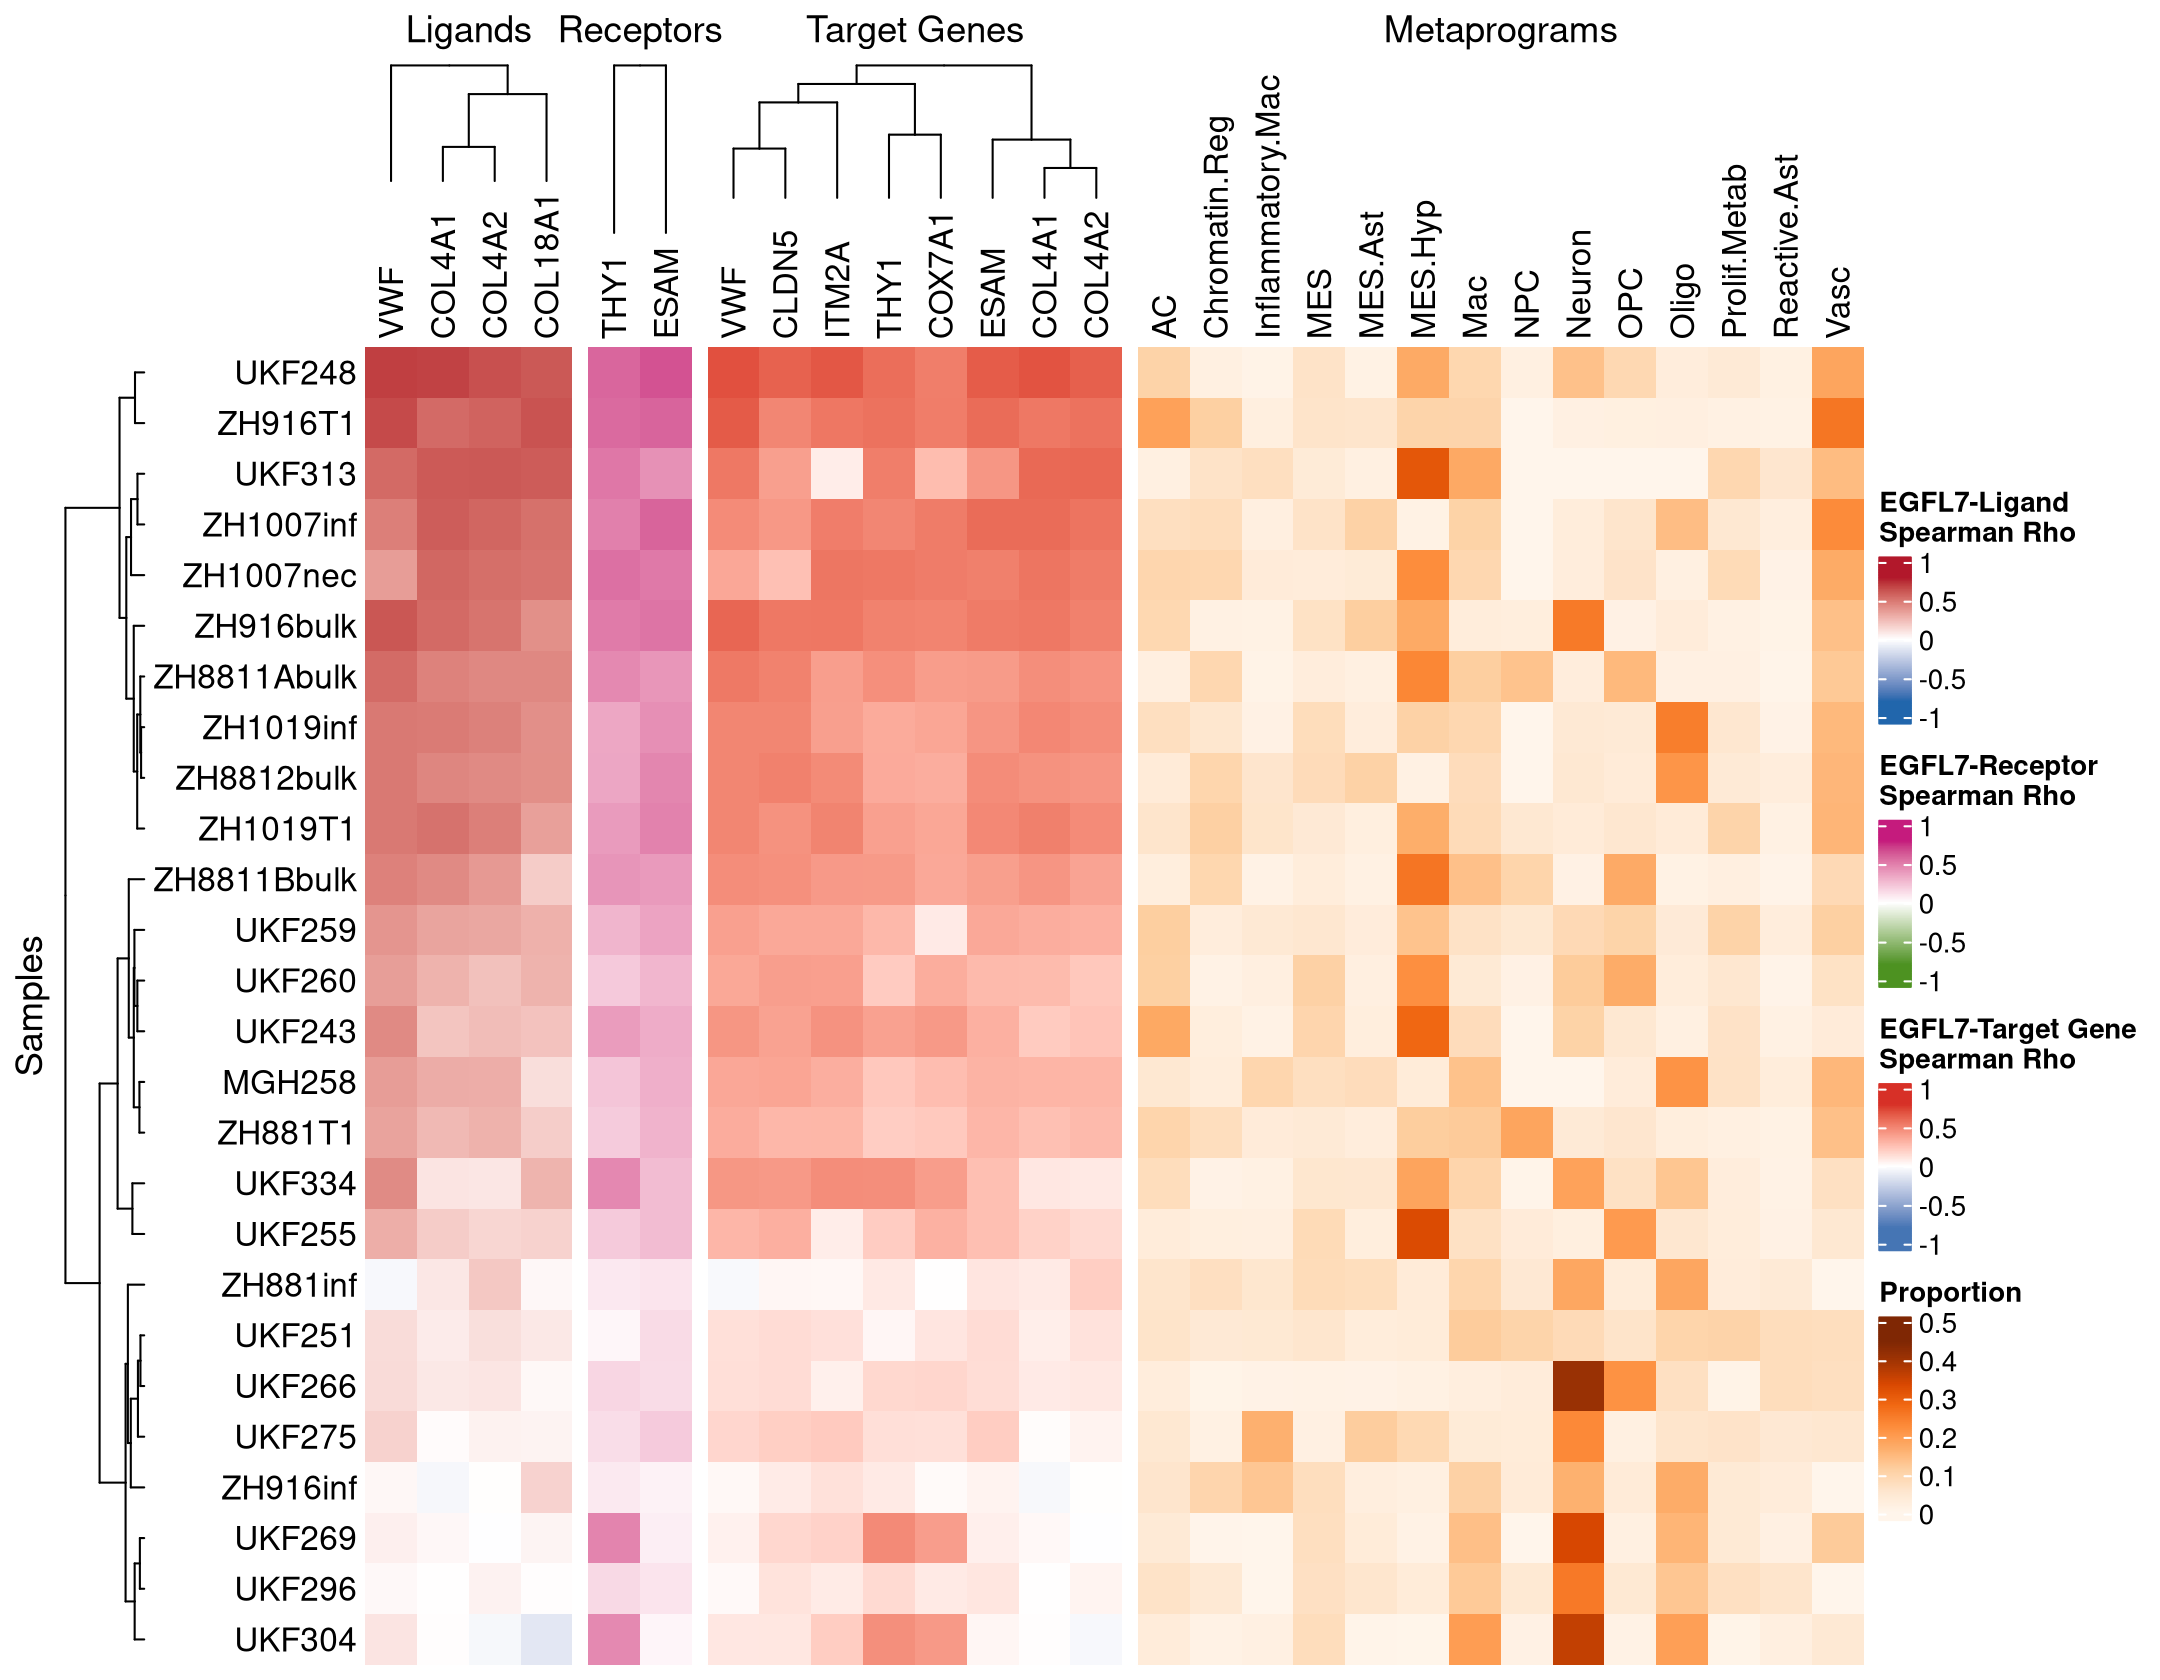 Ligands
Receptors
Target Genes
Metaprograms
VWF
COL4A1
COL4A2
COL18A1
THY1
ESAM
VWF
CLDN5
ITM2A
THY1
COX7A1
ESAM
COL4A1
COL4A2
AC
Chromatin.Reg
Inflammatory.Mac
MES
MES.Ast
MES.Hyp
Mac
NPC
Neuron
OPC
Oligo
Prolif.Metab
Reactive.Ast
Vasc
Samples
UKF248
ZH916T1
UKF313
ZH1007inf
ZH1007nec
ZH916bulk
ZH8811Abulk
ZH1019inf
ZH8812bulk
ZH1019T1
ZH8811Bbulk
UKF259
UKF260
UKF243
MGH258
ZH881T1
UKF334
UKF255
ZH881inf
UKF251
UKF266
UKF275
ZH916inf
UKF269
UKF296
UKF304
EGFL7-Ligand
Spearman Rho
1
0.5
0
-0.5
-1
EGFL7-Receptor
Spearman Rho
1
0.5
0
-0.5
-1
EGFL7-Target Gene
Spearman Rho
1
0.5
0
-0.5
-1
Proportion
0.5
0.4
0.3
0.2
0.1
0